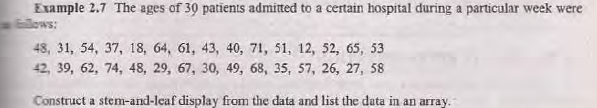 Example 2.7 The ages of 30 patients admitted to a certain hospital during a particular week were
follows:
48, 31, 54, 37, 18, 64, 61, 43, 40, 71, 51, 12, 52, 65, 53
42, 39, 62, 74, 48, 29, 67, 30, 49, 68, 35, 57, 26, 27, 58
Construct a stem-and-leaf display from the data and list the data in an array.